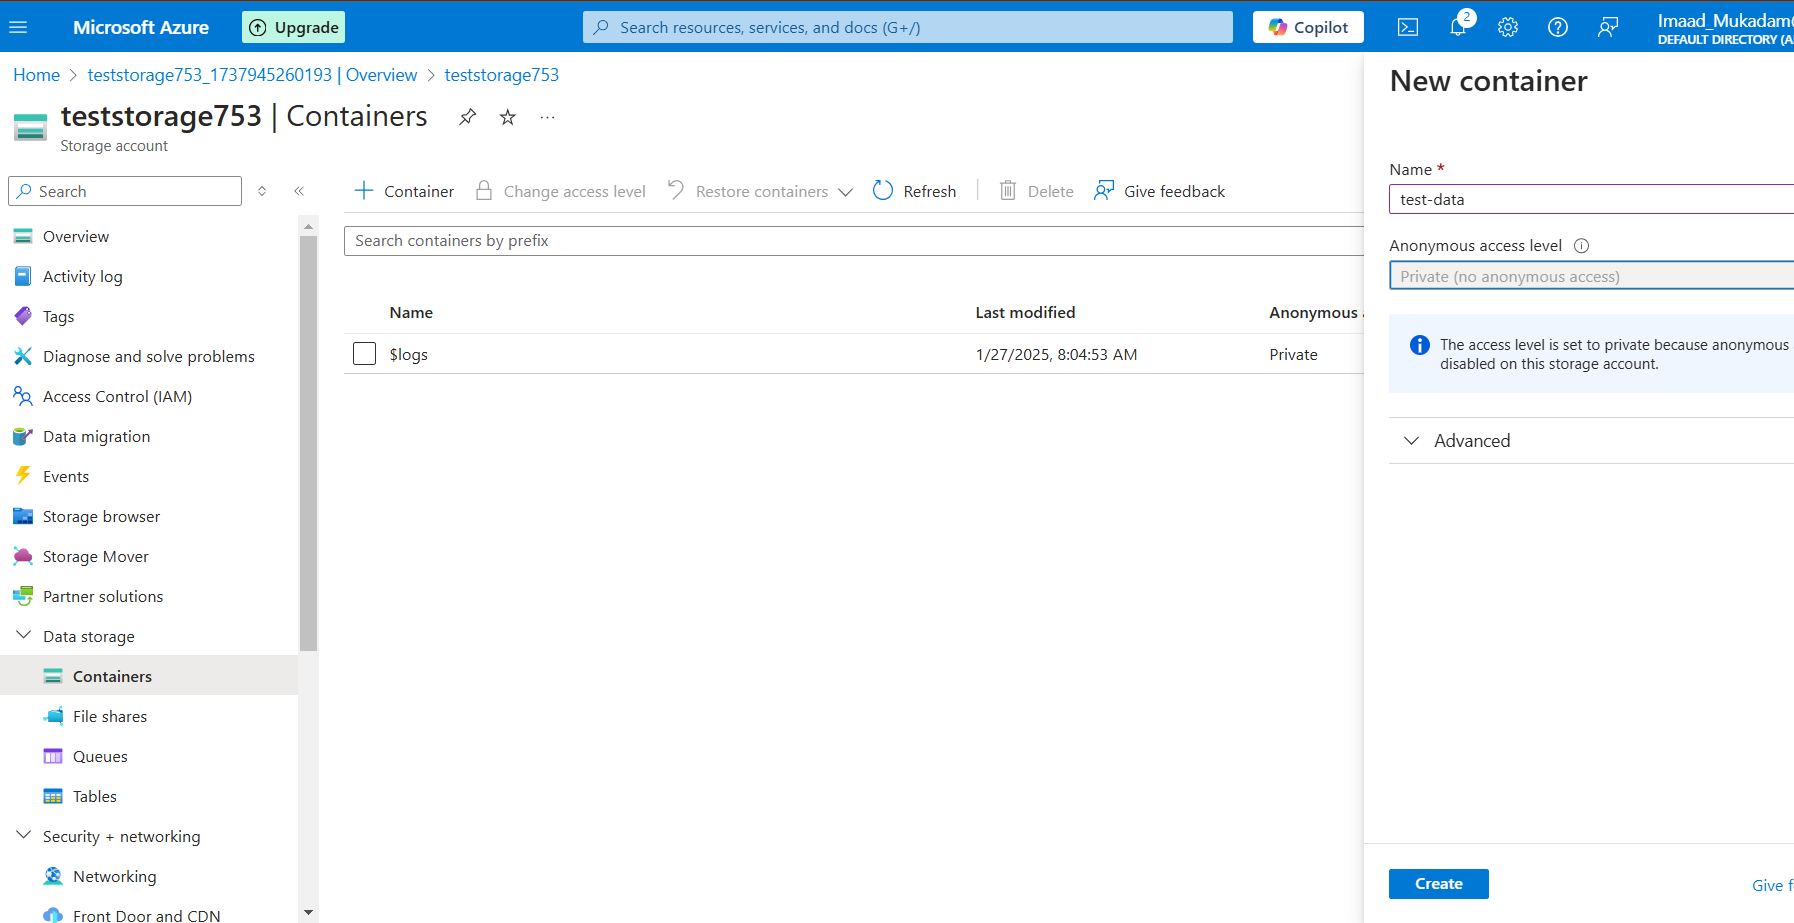 Microsoft Azure
Upgrade
Search resources, services, and docs (G+/)
Copilot
2
Imaad_Mukadam@
DEFAULT DIRECTORY (A
Home > teststorage753_1737945260193 | Overview > teststorage753
teststorage753 | Containers
Storage account
Search
Overview
Activity log
Tags
Diagnose and solve problems
Access Control (IAM)
Data migration
Events
Storage browser
Storage Mover
Partner solutions
Data storage
Containers
File shares
Queues
Tables
Security + networking
Networking
Front Door and CDN
Container
Change access level
Restore containers
Refresh
Delete
Give feedback
Search containers by prefix
Name Last modified Anonymous
$logs 1/27/2025, 8:04:53 AM Private
New container
Name *
test-data
Anonymous access level
Private (no anonymous access)
The access level is set to private because anonymous
disabled on this storage account.
Advanced
Create
Give f